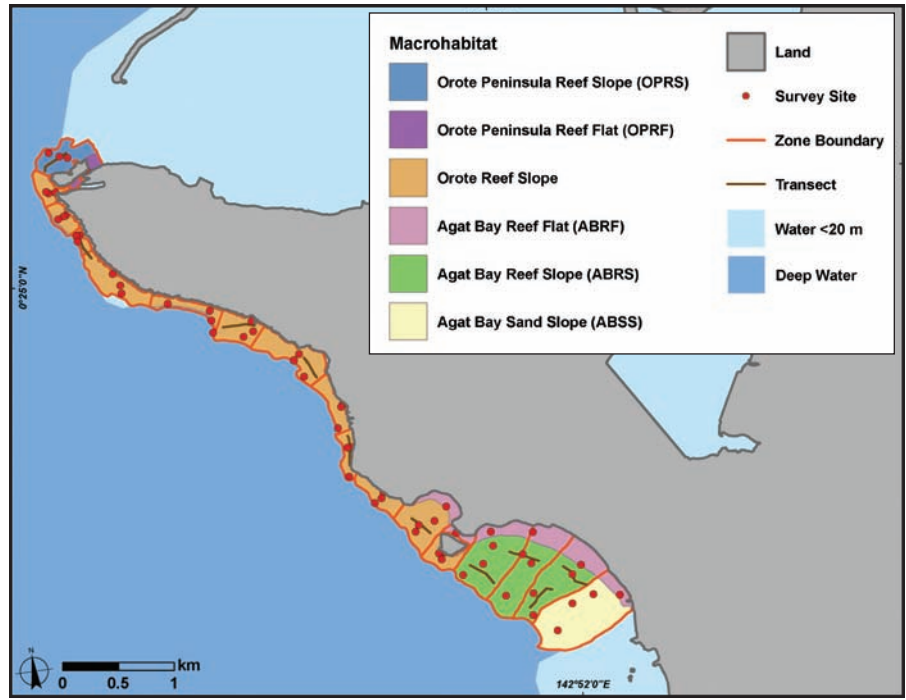 Macrohabitat
Orote Peninsula Reef Slope (OPRS)
Orote Peninsula Reef Flat (OPRF)
Orote Reef Slope
Agat Bay Reef Flat (ABRF)
Agat Bay Reef Slope (ABRS)
Agat Bay Sand Slope (ABSS)
Land
Survey Site
Zone Boundary
Transect
Water <20 m
Deep Water
0°25'0"N
N
km
0 0.5 1
142°52'0"E